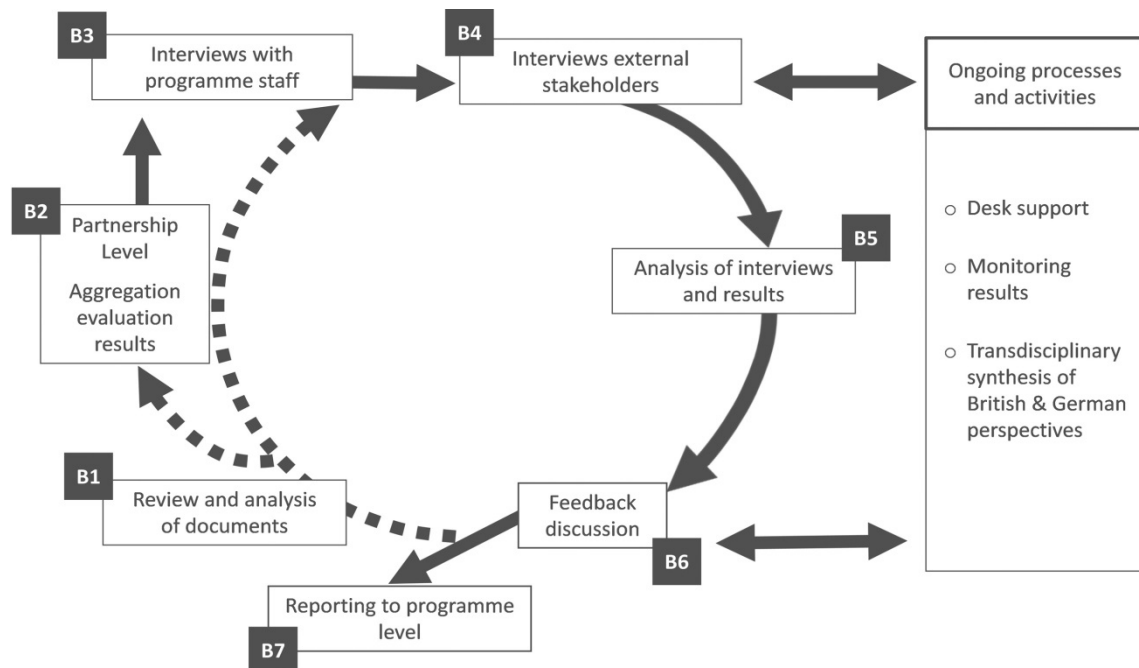 B3
Interviews with
programme staff
B4
Interviews external
stakeholders
Ongoing processes
and activities
B2
Partnership
Level
Aggregation
evaluation
results
B5
Analysis of interviews
and results
○ Desk support
○ Monitoring
results
○ Transdisciplinary
synthesis of
British & German
perspectives
B1
Review and analysis
of documents
Feedback
discussion
B6
Reporting to programme
level
B7